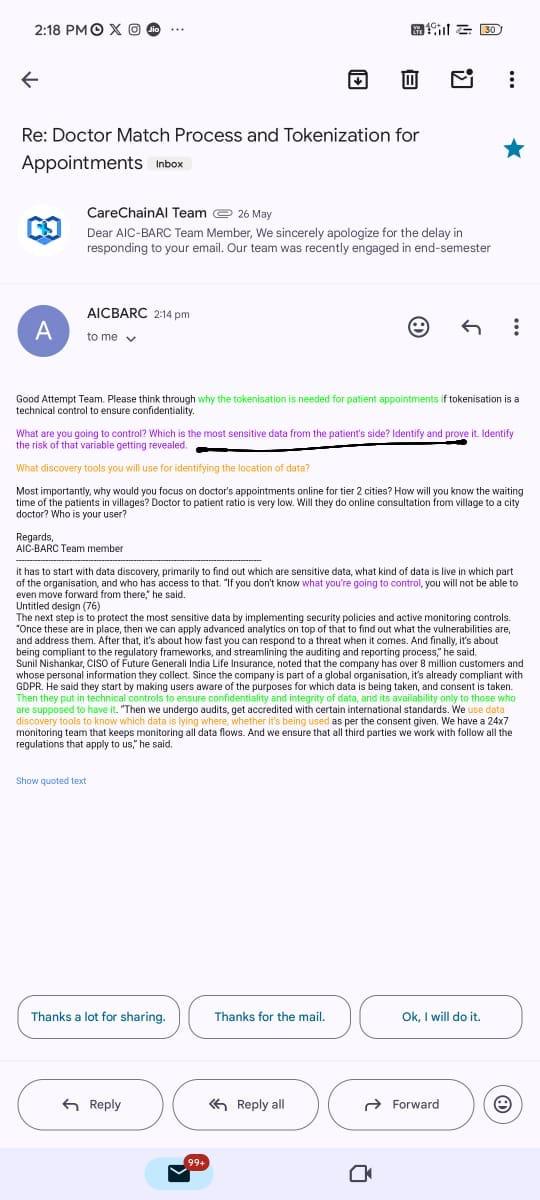 2:18 PM X Jio ...
4G+ 30
Re: Doctor Match Process and Tokenization for
Appointments Inbox
CareChainAI Team 26 May
Dear AIC-BARC Team Member, We sincerely apologize for the delay in
responding to your email. Our team was recently engaged in end-semester
A
AICBARC 2:14 pm
to me
Good Attempt Team. Please think through why the tokenisation is needed for patient appointments if tokenisation is a
technical control to ensure confidentiality.
What are you going to control? Which is the most sensitive data from the patient's side? Identify and prove it. Identify
the risk of that variable getting revealed.
What discovery tools you will use for identifying the location of data?
Most importantly, why would you focus on doctor's appointments online for tier 2 cities? How will you know the waiting
time of the patients in villages? Doctor to patient ratio is very low. Will they do online consultation from village to a city
doctor? Who is your user?
Regards,
AIC-BARC Team member
it has to start with data discovery, primarily to find out which are sensitive data, what kind of data is live in which part
of the organisation, and who has access to that. "If you don't know what you're going to control, you will not be able to
even move forward from there," he said.
Untitled design (76)
The next step is to protect the most sensitive data by implementing security policies and active monitoring controls.
"Once these are in place, then we can apply advanced analytics on top of that to find out what the vulnerabilities are,
and address them. After that, it's about how fast you can respond to a threat when it comes. And finally, it's about
being compliant to the regulatory frameworks, and streamlining the auditing and reporting process," he said.
Sunil Nishankar, CISO of Future Generali India Life Insurance, noted that the company has over 8 million customers and
whose personal information they collect. Since the company is part of a global organisation, it's already compliant with
GDPR. He said they start by making users aware of the purposes for which data is being taken, and consent is taken.
Then they put in technical controls to ensure confidentiality and integrity of data, and its availability only to those who
are supposed to have it. "Then we undergo audits, get accredited with certain international standards. We use data
discovery tools to know which data is lying where, whether it's being used as per the consent given. We have a 24x7
monitoring team that keeps monitoring all data flows. And we ensure that all third parties we work with follow all the
regulations that apply to us," he said.
Show quoted text
Thanks a lot for sharing.
Thanks for the mail.
Ok, I will do it.
Reply
Reply all
Forward
99+